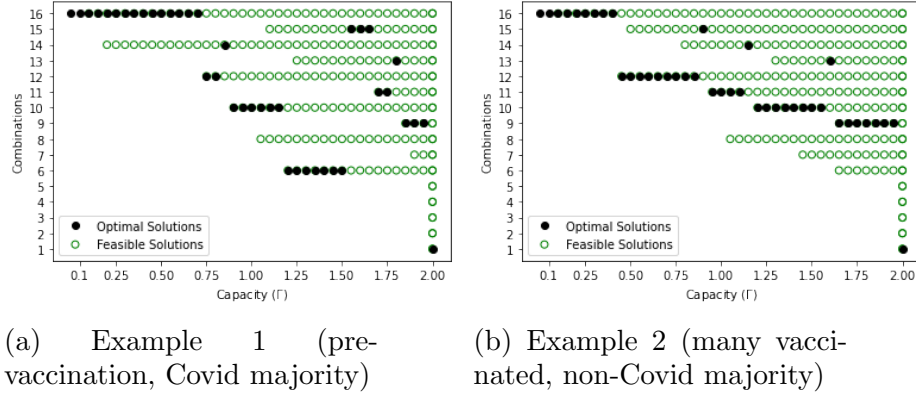 16
15
14
13
12
11
10
9
8
7
6
5
4
3
2
1
Combinations
Optimal Solutions
Feasible Solutions
0.1 0.25 0.50 0.75 1.00 1.25 1.50 1.75 2.00
Capacity (Γ)
(a) Example 1 (pre-
vaccination, Covid majority)
16
15
14
13
12
11
10
9
8
7
6
5
4
3
2
1
Combinations
Optimal Solutions
Feasible Solutions
0.1 0.50 0.75 1.00 1.25 1.50 1.75 2.00
Capacity (Γ)
(b) Example 2 (many vacci-
nated, non-Covid majority)